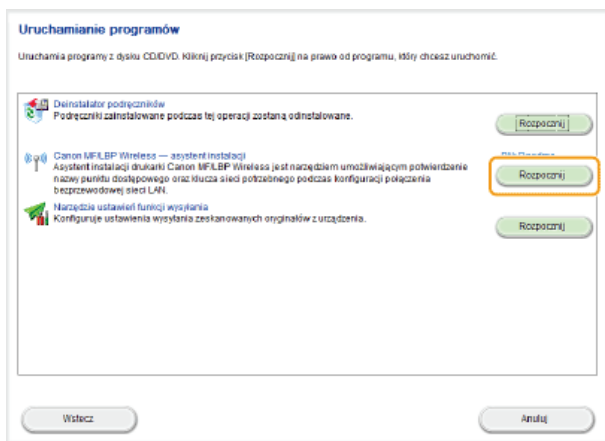 Uruchamianie programów
Uruchamia programy z dysku CD/DVD. Kliknij przycisk [Rozpocznij] na prawo od programu, który chcesz uruchomić.
Deinstalator podręczników
Podręczniki zainstalowane podczas tej operacji zostaną odinstalowane.
Rozpocznij
Canon MF/LBP Wireless — asystent instalacji
Asystent instalacji drukarki Canon MF/LBP Wireless jest narzędziem umożliwiającym potwierdzenie
nazwy punktu dostępowego oraz klucza sieci potrzebnego podczas konfiguracji połączenia
bezprzewodowej sieci LAN.
Rozpocznij
Narzędzie ustawień funkcji wysyłania
Konfiguruje ustawienia wysyłania zeskanowanych oryginałów z urządzenia.
Rozpocznij
Wstecz
Anuluj